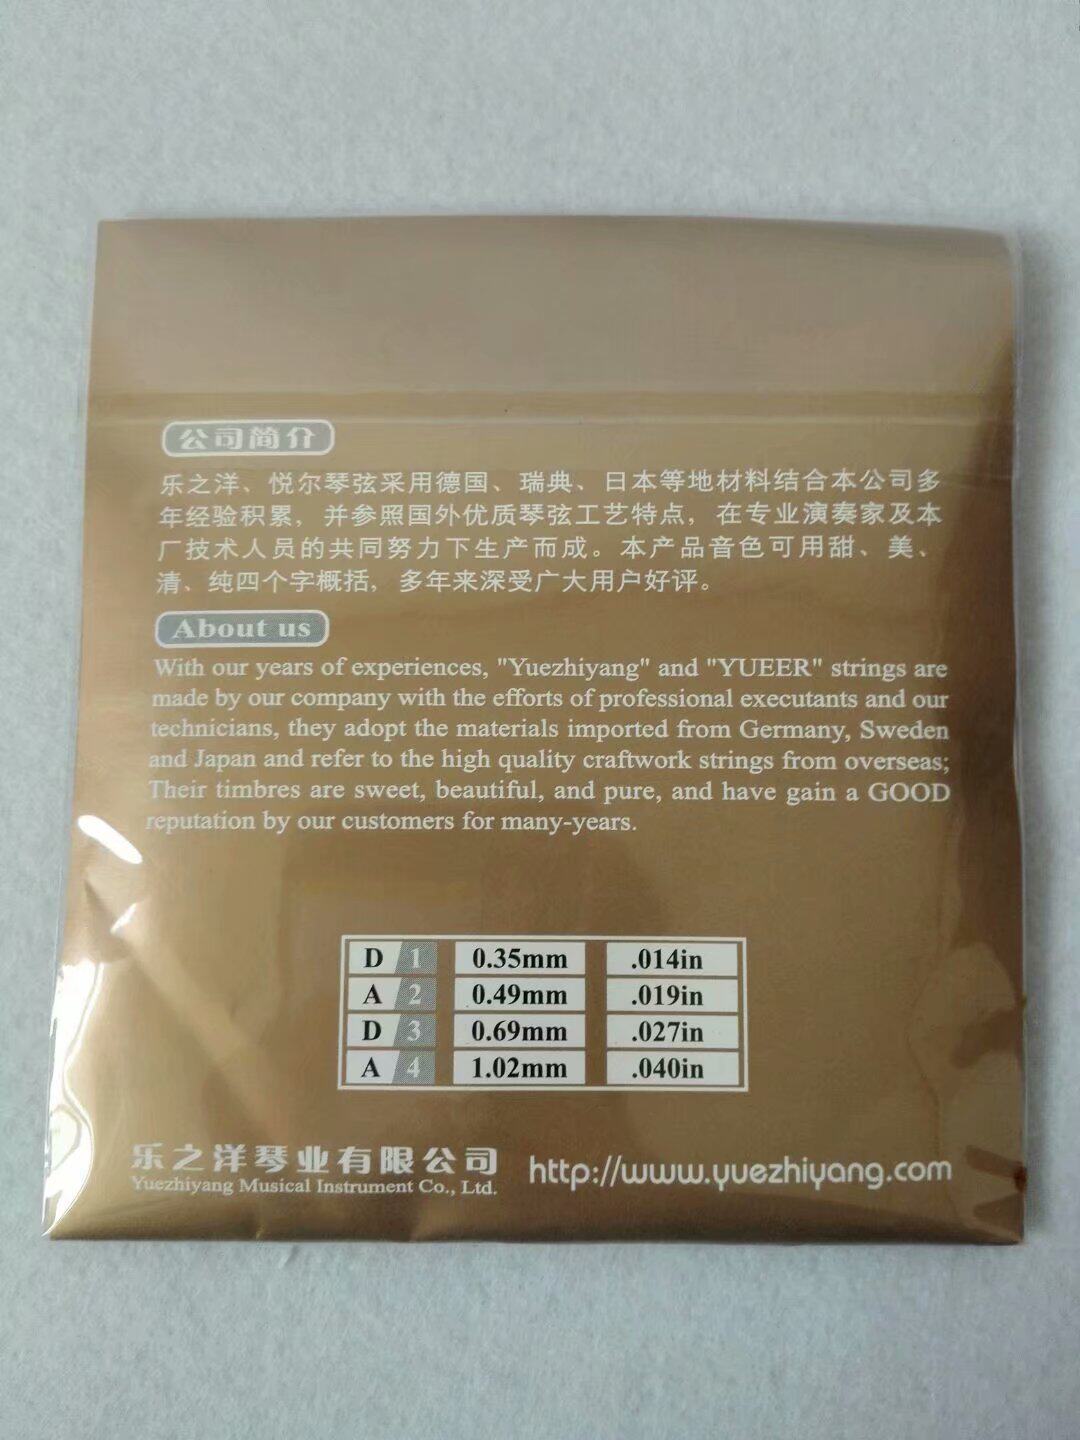 公司简介
乐之洋、悦尔琴弦采用德国、瑞典、日本等地材料结合本公司多
年经验积累，并参照国外优质琴弦工艺特点，在专业演奏家及本
厂技术人员的共同努力下生产而成。本产品音色可用甜、美、
清、纯四个字概括，多年来深受广大用户好评。
About us
With our years of experiences, "Yuezhiyang" and "YUEER" strings are
made by our company with the efforts of professional executants and our
technicians, they adopt the materials imported from Germany, Sweden
and Japan and refer to the high quality craftwork strings from overseas;
Their timbres are sweet, beautiful, and pure, and have gain a GOOD
reputation by our customers for many-years.
D 1 0.35mm .014in
A 2 0.49mm .019in
D 3 0.69mm .027in
A 4 1.02mm .040in
乐之洋琴业有限公司
Yuezhiyang Musical Instrument Co., Ltd.
http://www.yuezhiyang.com